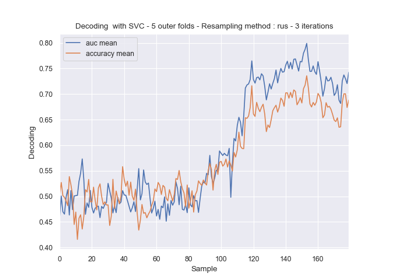 Decoding with SVC - 5 outer folds - Resampling method : rus - 3 iterations
0.80
0.75
0.70
0.65
0.60
0.55
0.50
0.45
0.40
Decoding
auc mean
accuracy mean
0 20 40 60 80 100 120 140 160
Sample